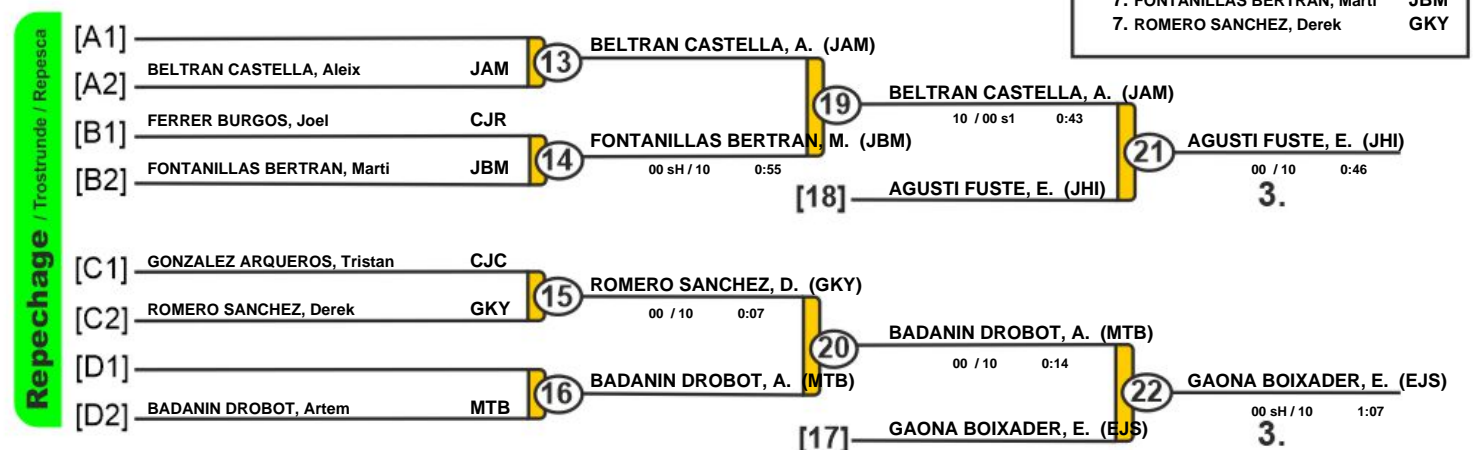 7. FONTANILLAS BERTRAN, Marti JBM
7. ROMERO SANCHEZ, Derek GKY
Repechage / Trostrunde / Repesca
[A1]
BELTRAN CASTELLA, A. (JAM)
BELTRAN CASTELLA, Aleix JAM
13
[A2]
19
BELTRAN CASTELLA, A. (JAM)
10 / 00 s1 0:43
FERRER BURGOS, Joel CJR
[B1]
FONTANILLAS BERTRAN, M. (JBM)
00 sH / 10 0:55
FONTANILLAS BERTRAN, Marti JBM
14
[B2]
21
AGUSTI FUSTE, E. (JHI)
00 / 10 0:46
3.
[18]
AGUSTI FUSTE, E. (JHI)
GONZALEZ ARQUEROS, Tristan CJC
[C1]
ROMERO SANCHEZ, D. (GKY)
00 / 10 0:07
ROMERO SANCHEZ, Derek GKY
15
[C2]
20
BADANIN DROBOT, A. (MTB)
00 / 10 0:14
[D1]
BADANIN DROBOT, A. (MTB)
16
BADANIN DROBOT, Artem MTB
[D2]
22
GAONA BOIXADER, E. (EJS)
00 sH / 10 1:07
3.
[17]
GAONA BOIXADER, E. (EJS)